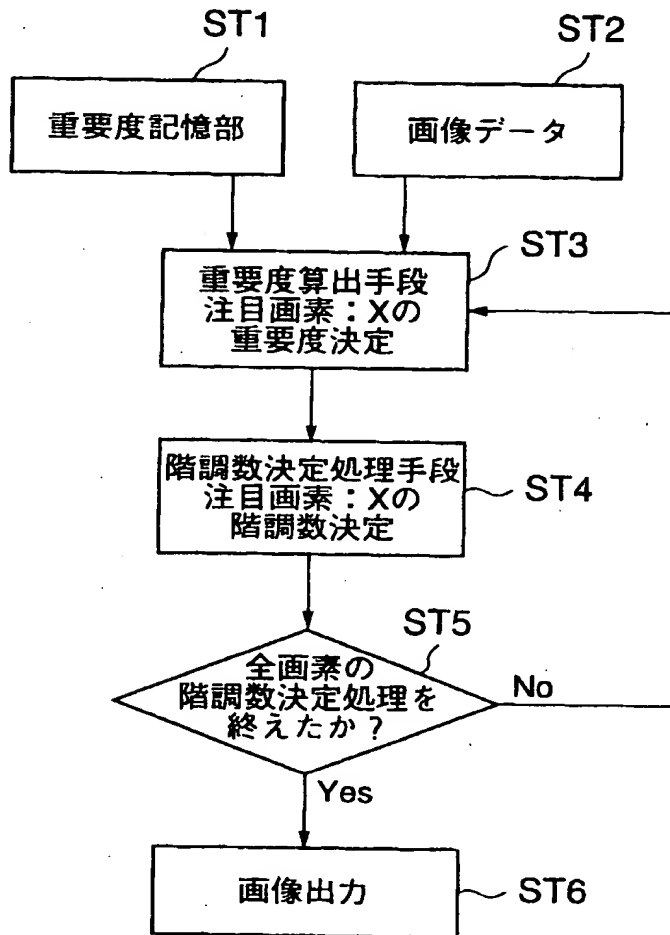 ST1
ST2
重要度記憶部
画像データ
ST3
重要度算出手段
注目画素：Xの
重要度決定
階調数決定処理手段
注目画素：Xの
階調数決定
ST4
ST5
全画素の
階調数決定処理を
終えたか？
No
Yes
画像出力
ST6